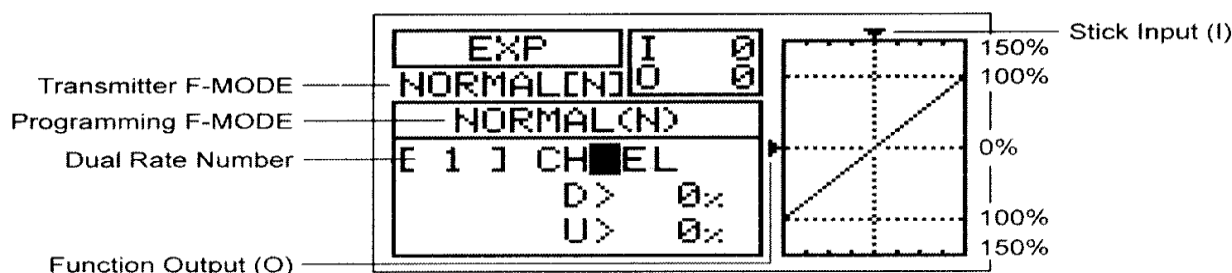 Stick Input (I)
EXP
I 0
150%
Transmitter F-MODE
NORMAL[N]
O 0
100%
Programming F-MODE
NORMAL(N)
Dual Rate Number
[ 1 ] CH EL
0%
D> 0%
U> 0%
100%
150%
Function Output (O)